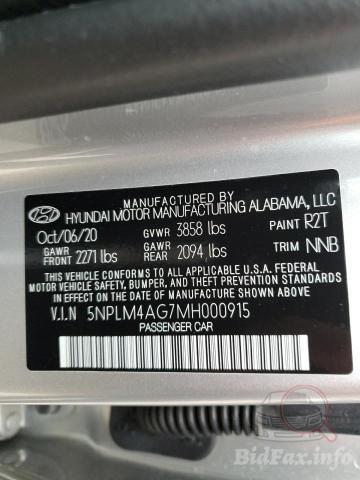 MANUFACTURED BY
HYUNDAI MOTOR MANUFACTURING ALABAMA, LLC
Oct/06/20 GVWR 3858 lbs PAINT R2T
GAWR FRONT 2271 lbs GAWR REAR 2094 lbs TRIM NNB
THIS VEHICLE CONFORMS TO ALL APPLICABLE U.S.A. FEDERAL
MOTOR VEHICLE SAFETY, BUMPER, AND THEFT PREVENTION
STANDARDS IN EFFECT ON THE DATE OF MANUFACTURE SHOWN ABOVE.
V.I.N 5NPLM4AG7MH000915
PASSENGER CAR
BidFax.info